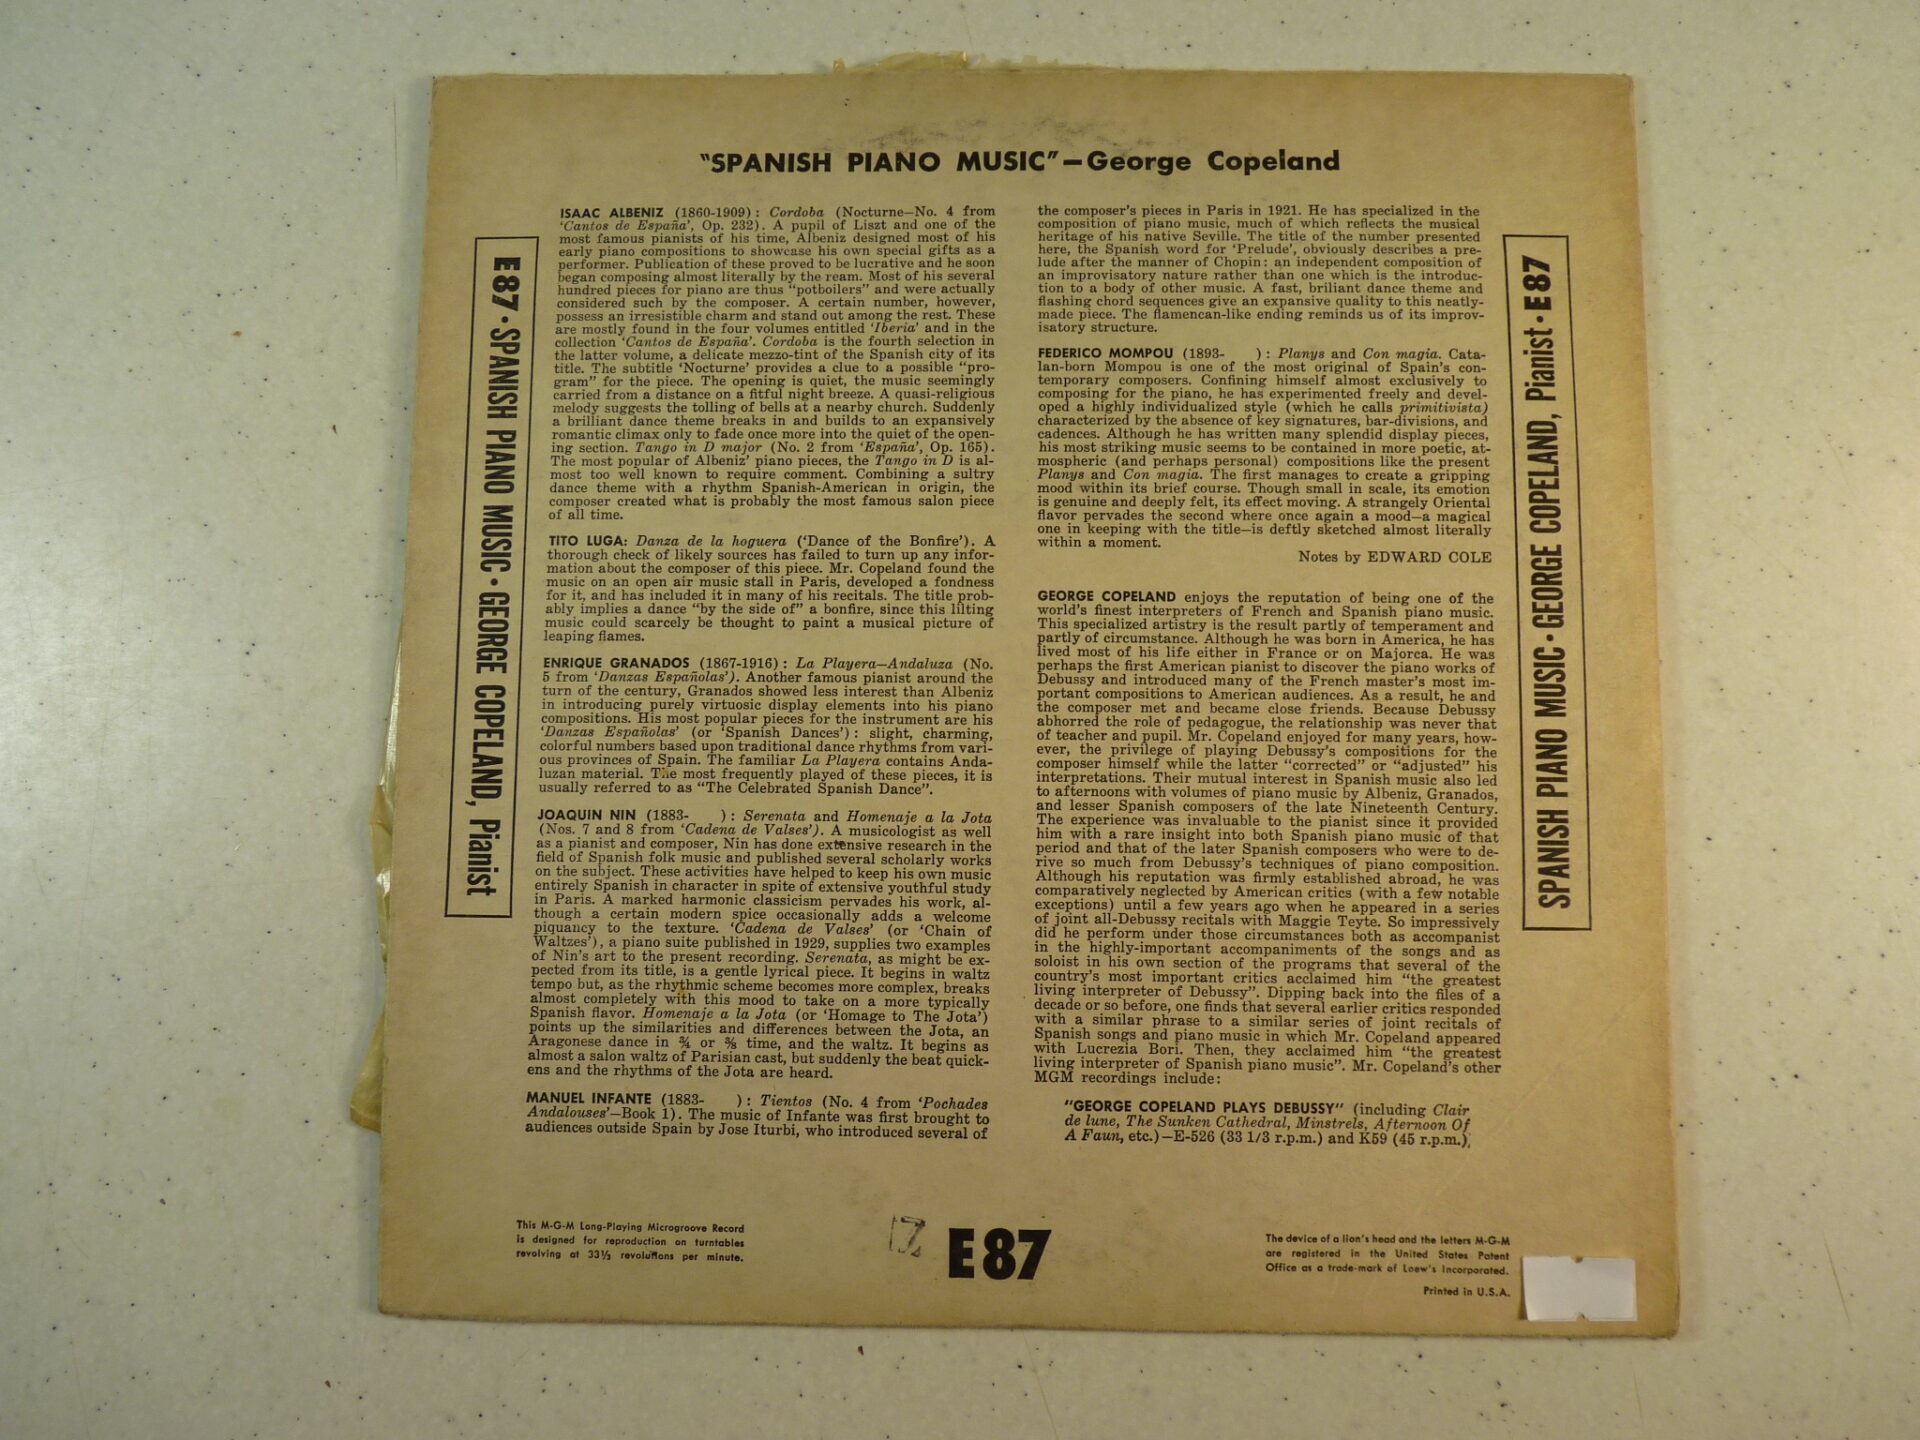 "SPANISH PIANO MUSIC"—George Copeland
E87 • SPANISH PIANO MUSIC • GEORGE COPELAND, Pianist
ISAAC ALBENIZ (1860-1909): Cordoba (Nocturne—No. 4 from
'Cantos de España', Op. 232). A pupil of Liszt and one of the
most famous pianists of his time, Albeniz designed most of his
early piano compositions to showcase his own special gifts as a
performer. Publication of these proved to be lucrative and he soon
began composing almost literally by the ream. Most of his several
hundred pieces for piano are thus "potboilers" and were actually
considered such by the composer. A certain number, however,
possess an irresistible charm and stand out among the rest. These
are mostly found in the four volumes entitled 'Iberia' and in the
collection 'Cantos de España'. Cordoba is the fourth selection in
the latter volume, a delicate mezzo-tint of the Spanish city of its
title. The subtitle 'Nocturne' provides a clue to a possible "pro-
gram" for the piece. The opening is quiet, the music seemingly
carried from a distance on a fitful night breeze. A quasi-religious
melody suggests the tolling of bells at a nearby church. Suddenly
a brilliant dance theme breaks in and builds to an expansively
romantic climax only to fade once more into the quiet of the open-
ing section. Tango in D major (No. 2 from 'España', Op. 165).
The most popular of Albeniz' piano pieces, the Tango in D is al-
most too well known to require comment. Combining a sultry
dance theme with a rhythm Spanish-American in origin, the
composer created what is probably the most famous salon piece
of all time.
TITO LUGA: Danza de la hoguera ('Dance of the Bonfire'). A
thorough check of likely sources has failed to turn up any infor-
mation about the composer of this piece. Mr. Copeland found the
music on an open air music stall in Paris, developed a fondness
for it, and has included it in many of his recitals. The title prob-
ably implies a dance "by the side of" a bonfire, since this lilting
music could scarcely be thought to paint a musical picture of
leaping flames.
ENRIQUE GRANADOS (1867-1916): La Playera—Andaluza (No.
5 from 'Danzas Españolas'). Another famous pianist around the
turn of the century, Granados showed less interest than Albeniz
in introducing purely virtuosic display elements into his piano
compositions. His most popular pieces for the instrument are his
'Danzas Españolas' (or 'Spanish Dances'): slight, charming,
colorful numbers based upon traditional dance rhythms from vari-
ous provinces of Spain. The familiar La Playera contains Anda-
luzan material. The most frequently played of these pieces, it is
usually referred to as "The Celebrated Spanish Dance".
JOAQUIN NIN (1883- ): Serenata and Homenaje a la Jota
(Nos. 7 and 8 from 'Cadena de Valses'). A musicologist as well
as a pianist and composer, Nin has done extensive research in the
field of Spanish folk music and published several scholarly works
on the subject. These activities have helped to keep his own music
entirely Spanish in character in spite of extensive youthful study
in Paris. A marked harmonic classicism pervades his work, al-
though a certain modern spice occasionally adds a welcome
piquancy to the texture. 'Cadena de Valses' (or 'Chain of
Waltzes'), a piano suite published in 1929, supplies two examples
of Nin's art to the present recording. Serenata, as might be ex-
pected from its title, is a gentle lyrical piece. It begins in waltz
tempo but, as the rhythmic scheme becomes more complex, breaks
almost completely with this mood to take on a more typically
Spanish flavor. Homenaje a la Jota (or 'Homage to The Jota')
points up the similarities and differences between the Jota, an
Aragonese dance in ¾ or ⅜ time, and the waltz. It begins as
almost a salon waltz of Parisian cast, but suddenly the beat quick-
ens and the rhythms of the Jota are heard.
MANUEL INFANTE (1883- ): Tientos (No. 4 from 'Pochades
Andalouses'—Book 1). The music of Infante was first brought to
audiences outside Spain by Jose Iturbi, who introduced several of
the composer's pieces in Paris in 1921. He has specialized in the
composition of piano music, much of which reflects the musical
heritage of his native Seville. The title of the number presented
here, the Spanish word for 'Prelude', obviously describes a pre-
lude after the manner of Chopin: an independent composition of
an improvisatory nature rather than one which is the introduc-
tion to a body of other music. A fast, briliant dance theme and
flashing chord sequences give an expansive quality to this neatly-
made piece. The flamencan-like ending reminds us of its improv-
isatory structure.
FEDERICO MOMPOU (1893- ): Planys and Con magia. Cata-
lan-born Mompou is one of the most original of Spain's con-
temporary composers. Confining himself almost exclusively to
composing for the piano, he has experimented freely and devel-
oped a highly individualized style (which he calls primitivista)
characterized by the absence of key signatures, bar-divisions, and
cadences. Although he has written many splendid display pieces,
his most striking music seems to be contained in more poetic, at-
mospheric (and perhaps personal) compositions like the present
Planys and Con magia. The first manages to create a gripping
mood within its brief course. Though small in scale, its emotion
is genuine and deeply felt, its effect moving. A strangely Oriental
flavor pervades the second where once again a mood—a magical
one in keeping with the title—is deftly sketched almost literally
within a moment.
Notes by EDWARD COLE
GEORGE COPELAND enjoys the reputation of being one of the
world's finest interpreters of French and Spanish piano music.
This specialized artistry is the result partly of temperament and
partly of circumstance. Although he was born in America, he has
lived most of his life either in France or on Majorca. He was
perhaps the first American pianist to discover the piano works of
Debussy and introduced many of the French master's most im-
portant compositions to American audiences. As a result, he and
the composer met and became close friends. Because Debussy
abhorred the role of pedagogue, the relationship was never that
of teacher and pupil. Mr. Copeland enjoyed for many years, how-
ever, the privilege of playing Debussy's compositions for the
composer himself while the latter "corrected" or "adjusted" his
interpretations. Their mutual interest in Spanish music also led
to afternoons with volumes of piano music by Albeniz, Granados,
and lesser Spanish composers of the late Nineteenth Century.
The experience was invaluable to the pianist since it provided
him with a rare insight into both Spanish piano music of that
period and that of the later Spanish composers who were to de-
rive so much from Debussy's techniques of piano composition.
Although his reputation was firmly established abroad, he was
comparatively neglected by American critics (with a few notable
exceptions) until a few years ago when he appeared in a series
of joint all-Debussy recitals with Maggie Teyte. So impressively
did he perform under those circumstances both as accompanist
in the highly-important accompaniments of the songs and as
soloist in his own section of the programs that several of the
country's most important critics acclaimed him "the greatest
living interpreter of Debussy". Dipping back into the files of a
decade or so before, one finds that several earlier critics responded
with a similar phrase to a similar series of joint recitals of
Spanish songs and piano music in which Mr. Copeland appeared
with Lucrezia Bori. Then, they acclaimed him "the greatest
living interpreter of Spanish piano music". Mr. Copeland's other
MGM recordings include:
"GEORGE COPELAND PLAYS DEBUSSY" (including Clair
de lune, The Sunken Cathedral, Minstrels, Afternoon Of
A Faun, etc.)—E-526 (33 1/3 r.p.m.) and K59 (45 r.p.m.).
SPANISH PIANO MUSIC • GEORGE COPELAND, Pianist • E 87
This M-G-M Long-Playing Microgroove Record
is designed for reproduction on turntables
revolving at 33⅓ revolutions per minute.
E87
The device of a lion's head and the letters M-G-M
are registered in the United States Patent
Office as a trade-mark of Loew's Incorporated.
Printed in U.S.A.